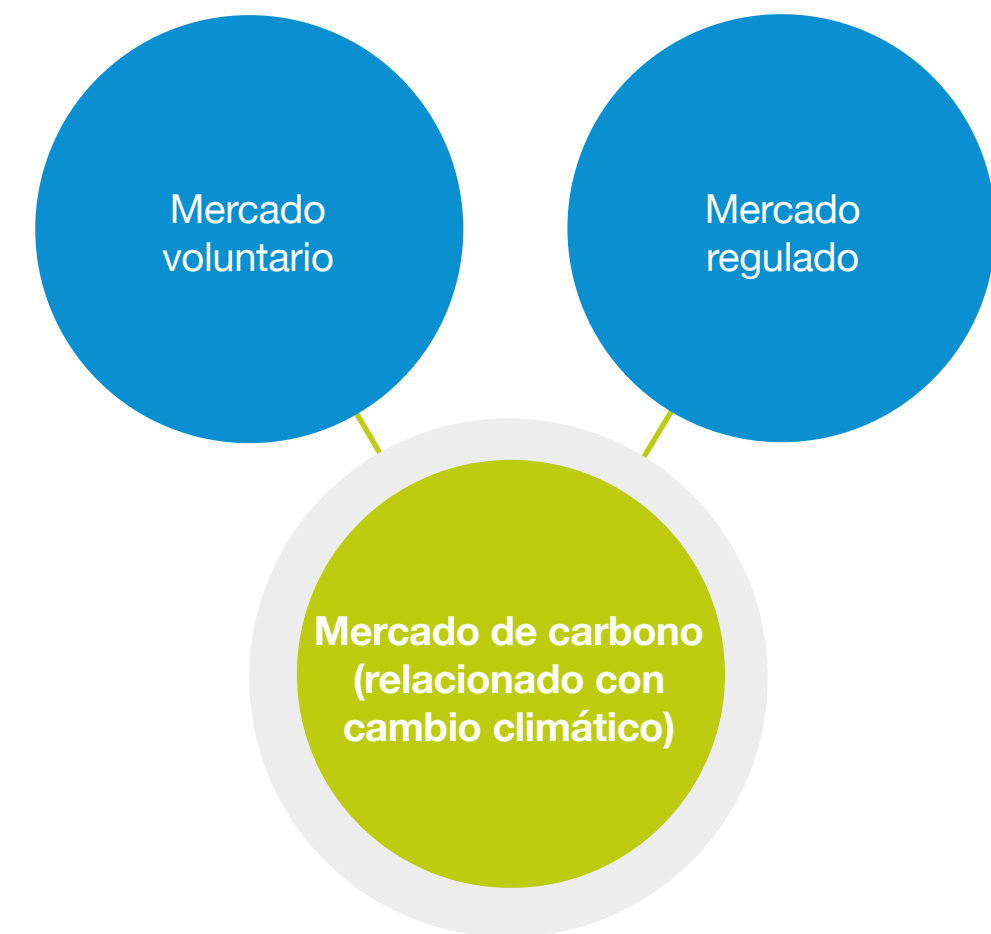 Mercado
voluntario
Mercado
regulado
Mercado de carbono
(relacionado con
cambio climático)